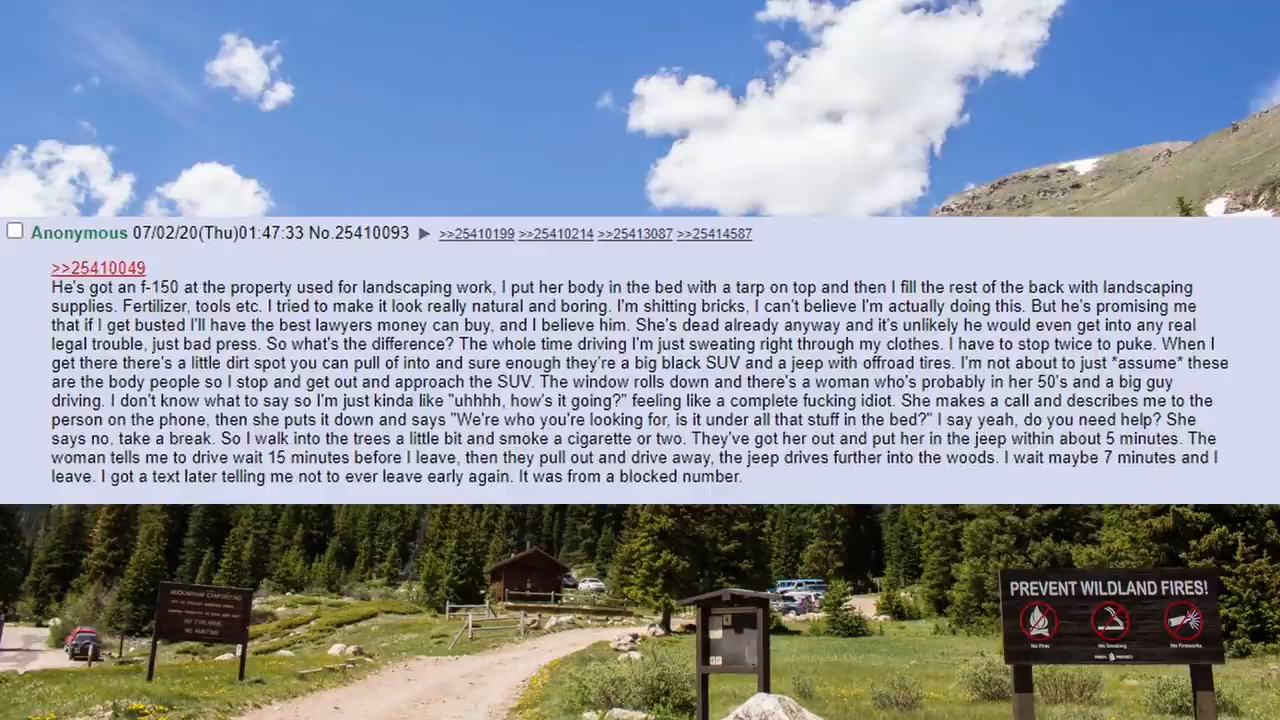 Anonymous 07/02/20(Thu)01:47:33 No.25410093 ▶ >>25410199 >>25410214 >>25413087 >>25414587
>>25410049
He's got an f-150 at the property used for landscaping work, I put her body in the bed with a tarp on top and then I fill the rest of the back with landscaping
supplies. Fertilizer, tools etc. I tried to make it look really natural and boring. I'm shitting bricks, I can't believe I'm actually doing this. But he's promising me
that if I get busted I'll have the best lawyers money can buy, and I believe him. She's dead already anyway and it's unlikely he would even get into any real
legal trouble, just bad press. So what's the difference? The whole time driving I'm just sweating right through my clothes. I have to stop twice to puke. When I
get there there's a little dirt spot you can pull of into and sure enough they're a big black SUV and a jeep with offroad tires. I'm not about to just *assume* these
are the body people so I stop and get out and approach the SUV. The window rolls down and there's a woman who's probably in her 50's and a big guy
driving. I don't know what to say so I'm just kinda like "uhhhh, how's it going?" feeling like a complete fucking idiot. She makes a call and describes me to the
person on the phone, then she puts it down and says "We're who you're looking for, is it under all that stuff in the bed?" I say yeah, do you need help? She
says no, take a break. So I walk into the trees a little bit and smoke a cigarette or two. They've got her out and put her in the jeep within about 5 minutes. The
woman tells me to drive wait 15 minutes before I leave, then they pull out and drive away, the jeep drives further into the woods. I wait maybe 7 minutes and I
leave. I got a text later telling me not to ever leave early again. It was from a blocked number.
BUCKINGHAM CAMPGROUND
NO FIREARMS
NO HUNTING
PREVENT WILDLAND FIRES!
No Fires
No Smoking
No Fireworks